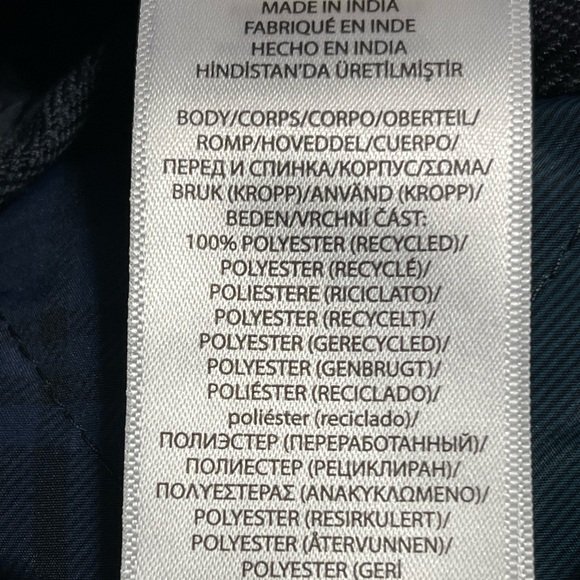 MADE IN INDIA
FABRIQUÉ EN INDE
HECHO EN INDIA
HİNDİSTAN'DA ÜRETİLMİŞTİR
BODY/CORPS/CORPO/OBERTEIL/
ROMP/HOVEDDEL/CUERPO/
ПЕРЕД И СПИНКА/КОРПУС/ΣΩΜΑ/
BRUK (KROPP)/ANVÄND (KROPP)/
BEDEN/VRCHNÍ ČÁST:
100% POLYESTER (RECYCLED)/
POLYESTER (RECYCLÉ)/
POLIESTERE (RICICLATO)/
POLYESTER (RECYCELT)/
POLYESTER (GERECYCLED)/
POLYESTER (GENBRUGT)/
POLIÉSTER (RECICLADO)/
poliéster (reciclado)/
ПОЛИЭСТЕР (ПЕРЕРАБОТАННЫЙ)/
ПОЛИЕСТЕР (РЕЦИКЛИРАН)/
ΠΟΛΥΕΣΤΕΡΑΣ (ΑΝΑΚΥΚΛΩΜΕΝΟ)/
POLYESTER (RESIRKULERT)/
POLYESTER (ÅTERVUNNEN)/
POLYESTER (GERİ